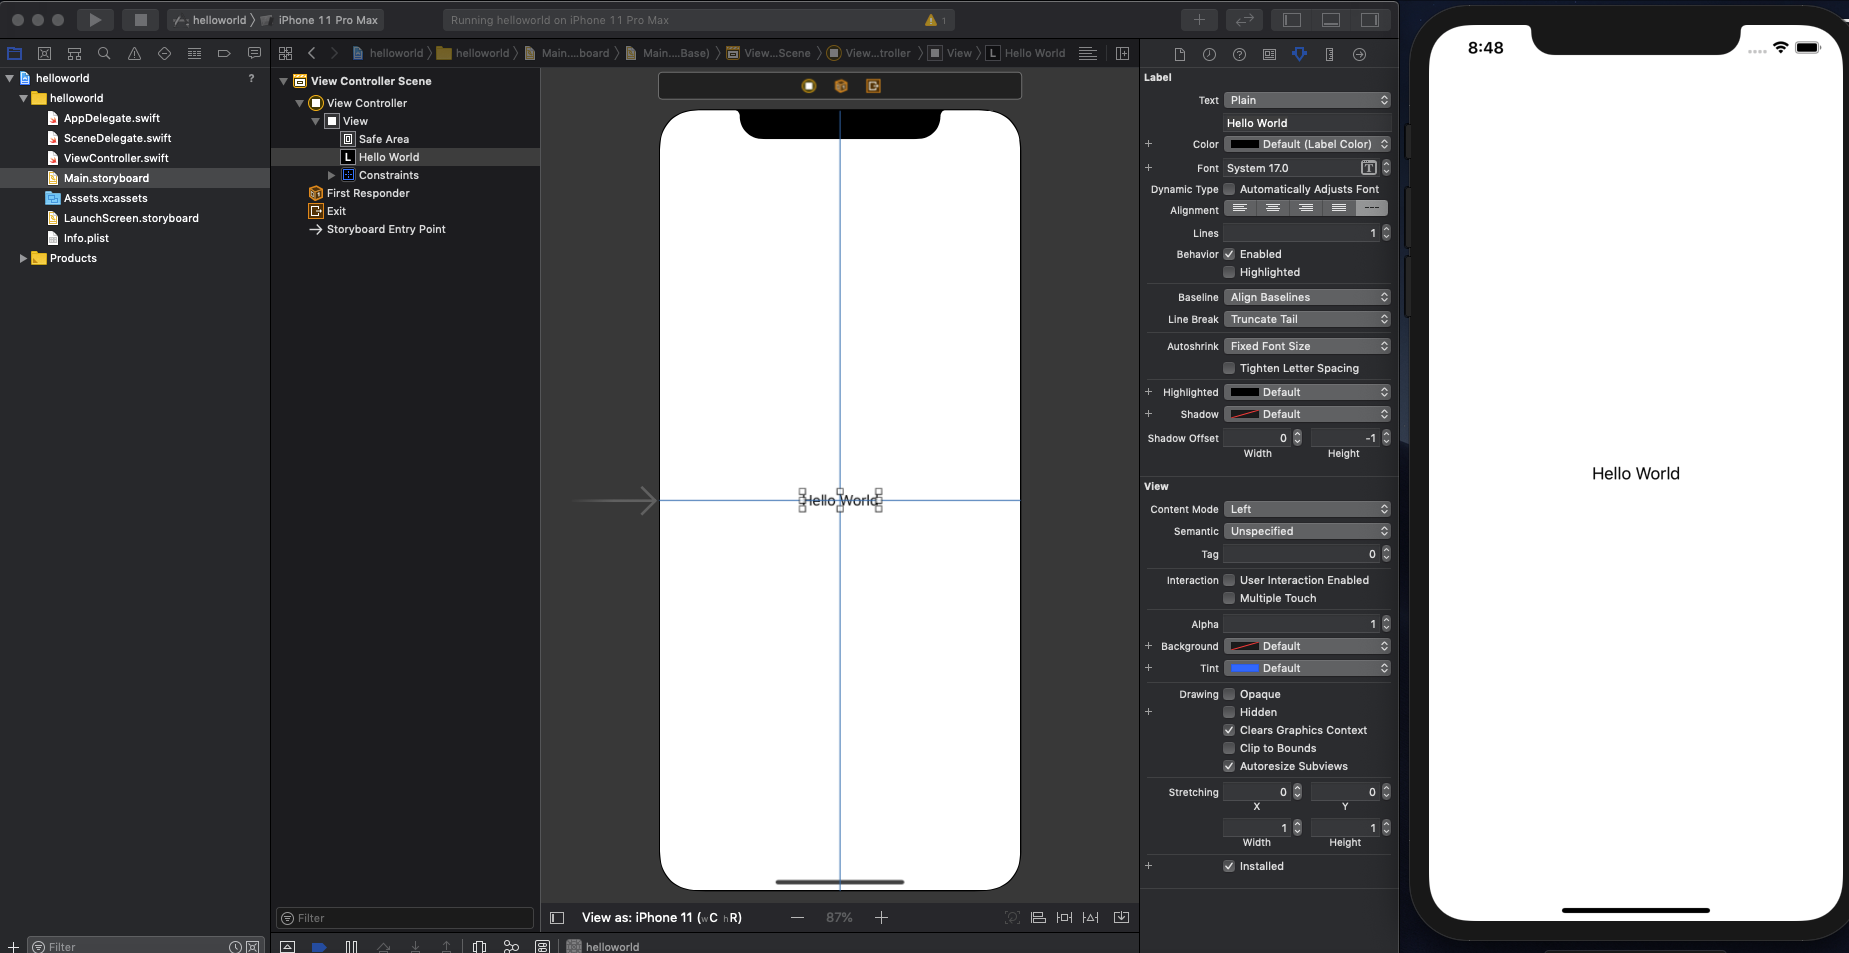 helloworld
iPhone 11 Pro Max
Running helloworld on iPhone 11 Pro Max
1
helloworld
helloworld
Main....board
Main....Base)
View...Scene
View...troller
View
L
Hello World
helloworld
?
helloworld
AppDelegate.swift
SceneDelegate.swift
ViewController.swift
Main.storyboard
Assets.xcassets
LaunchScreen.storyboard
Info.plist
Products
Filter
View Controller Scene
View Controller
View
Safe Area
L Hello World
Constraints
First Responder
Exit
Storyboard Entry Point
Filter
Hello World
View as: iPhone 11 (wC hR)
87%
helloworld
Label
Text Plain
Hello World
Color Default (Label Color)
Font System 17.0
T
Dynamic Type Automatically Adjusts Font
Alignment
Lines 1
Behavior Enabled
Highlighted
Baseline Align Baselines
Line Break Truncate Tail
Autoshrink Fixed Font Size
Tighten Letter Spacing
Highlighted Default
Shadow Default
Shadow Offset 0 -1
Width Height
View
Content Mode Left
Semantic Unspecified
Tag 0
Interaction User Interaction Enabled
Multiple Touch
Alpha 1
Background Default
Tint Default
Drawing Opaque
Hidden
Clears Graphics Context
Clip to Bounds
Autoresize Subviews
Stretching 0 0
X Y
1 1
Width Height
Installed
8:48
Hello World